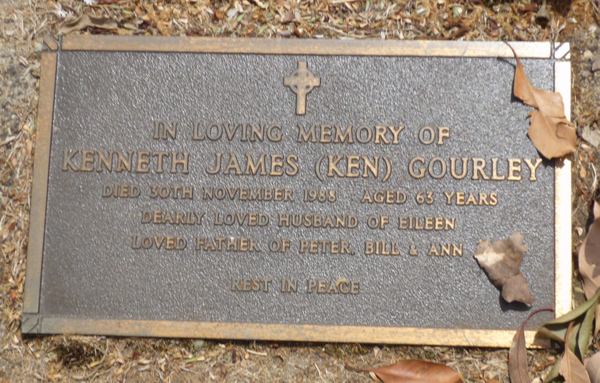 IN LOVING MEMORY OF
KENNETH JAMES (KEN) GOURLEY
DIED 30TH NOVEMBER 1988 AGED 63 YEARS
DEARLY LOVED HUSBAND OF EILEEN
LOVED FATHER OF PETER, BILL & ANN
REST IN PEACE